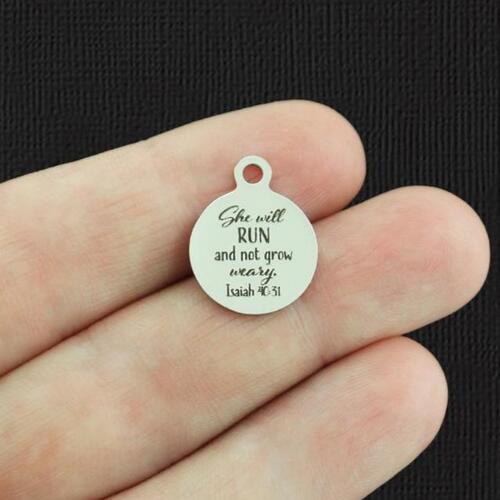 She will
RUN
and not grow
weary.
Isaiah 40:31